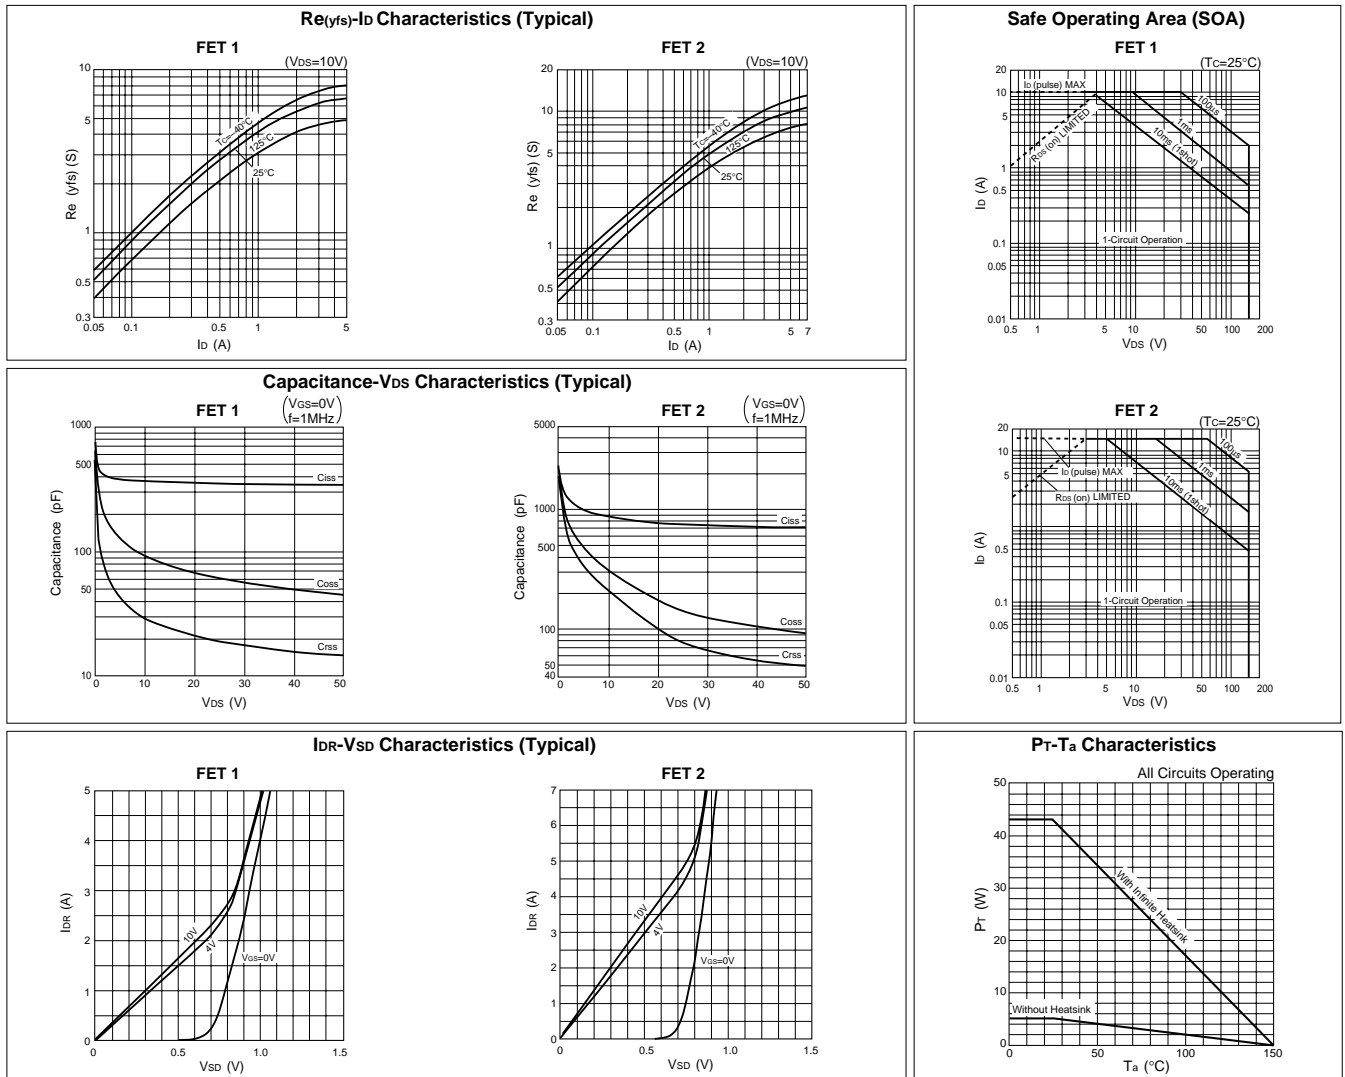 Re(yfs)-ID Characteristics (Typical)
FET 1
(VDS=10V)
10
5
1
0.5
0.3
Re (yfs) (S)
TC=–40°C
125°C
25°C
0.05 0.1 0.5 1 5
ID (A)
FET 2
(VDS=10V)
20
10
5
1
0.5
0.3
Re (yfs) (S)
TC=–40°C
125°C
25°C
0.05 0.1 0.5 1 5 7
ID (A)
Safe Operating Area (SOA)
FET 1
(TC=25°C)
20
10
5
1
0.5
0.1
0.05
0.01
ID (A)
ID (pulse) MAX
RDS (on) LIMITED
100µs
1ms
10ms (1shot)
1-Circuit Operation
0.5 1 5 10 50 100 200
VDS (V)
FET 2
(TC=25°C)
20
10
5
1
0.5
0.1
0.05
0.01
ID (A)
ID (pulse) MAX
RDS (on) LIMITED
100µs
1ms
10ms (1shot)
1-Circuit Operation
0.5 1 5 10 50 100 200
VDS (V)
Capacitance-VDS Characteristics (Typical)
FET 1
(VGS=0V
f=1MHz)
1000
500
100
50
10
Capacitance (pF)
Ciss
Coss
Crss
0 10 20 30 40 50
VDS (V)
FET 2
(VGS=0V
f=1MHz)
5000
1000
500
100
50
40
Capacitance (pF)
Ciss
Coss
Crss
0 10 20 30 40 50
VDS (V)
IDR-VSD Characteristics (Typical)
FET 1
5
4
3
2
1
0
IDR (A)
10V
4V
VGS=0V
0 0.5 1.0 1.5
VSD (V)
FET 2
7
6
5
4
3
2
1
0
IDR (A)
10V
4V
VGS=0V
0 0.5 1.0 1.5
VSD (V)
PT-Ta Characteristics
All Circuits Operating
50
40
30
20
10
0
PT (W)
With Infinite Heatsink
Without Heatsink
0 50 100 150
Ta (°C)